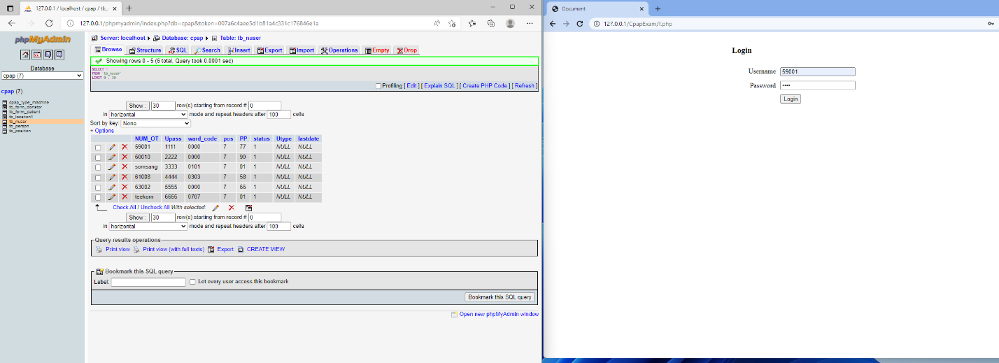 127.0.0.1 / localhost / cpap / tb_
127.0.0.1/phpmyadmin/index.php?db=cpap&token=007a6c4aee5d1b81a4c331c176846e1a
phpMyAdmin
Database
cpap (7)
cpap (7)
cpap_type_machine
tb_form_donator
tb_form_patient
tb_location1
tb_nuser
tb_person
tb_position
Server: localhost Database: cpap Table: tb_nuser
Browse Structure SQL Search Insert Export Import Operations Empty Drop
Showing rows 0 - 5 (6 total, Query took 0.0001 sec)
SELECT *
FROM `tb_nuser`
LIMIT 0 , 30
Profiling [ Edit ] [ Explain SQL ] [ Create PHP Code ] [ Refresh ]
Show : 30 row(s) starting from record # 0
in horizontal mode and repeat headers after 100 cells
Sort by key: None
+ Options
NUM_OT Upass ward_code pos PP status Utype lastdate
59001 1111 0000 7 77 1 NULL NULL
60010 2222 0000 7 90 1 NULL NULL
somsang 3333 0101 7 01 1 NULL NULL
61008 4444 0303 7 58 1 NULL NULL
63002 5555 0000 7 66 1 NULL NULL
teekorn 6666 0707 7 01 1 NULL NULL
Check All / Uncheck All With selected:
Show : 30 row(s) starting from record # 0
in horizontal mode and repeat headers after 100 cells
Query results operations
Print view Print view (with full texts) Export CREATE VIEW
Bookmark this SQL query
Label: Let every user access this bookmark
Bookmark this SQL query
Open new phpMyAdmin window
Document
127.0.0.1/CpapExam/f.php
Login
Username 59001
Password ••••
Login